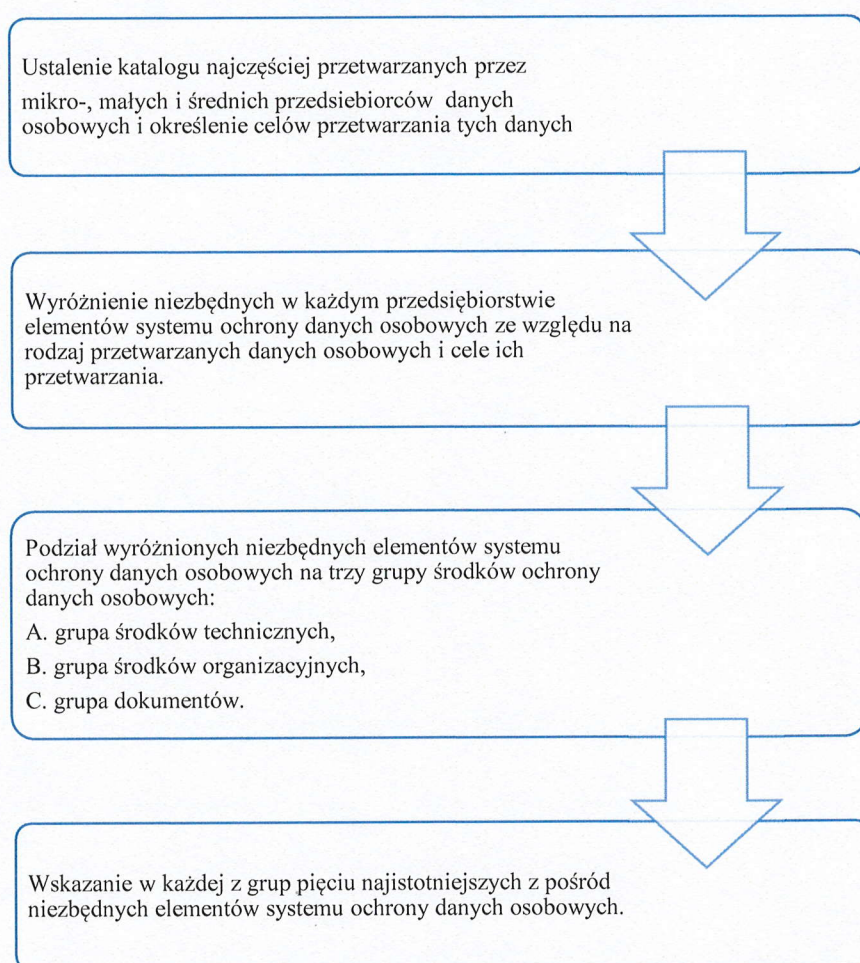 Ustalenie katalogu najczęściej przetwarzanych przez
mikro-, małych i średnich przedsiebiorców danych
osobowych i określenie celów przetwarzania tych danych
Wyróżnienie niezbędnych w każdym przedsiębiorstwie
elementów systemu ochrony danych osobowych ze względu na
rodzaj przetwarzanych danych osobowych i cele ich
przetwarzania.
Podział wyróżnionych niezbędnych elementów systemu
ochrony danych osobowych na trzy grupy środków ochrony
danych osobowych:
A. grupa środków technicznych,
B. grupa środków organizacyjnych,
C. grupa dokumentów.
Wskazanie w każdej z grup pięciu najistotniejszych z pośród
niezbędnych elementów systemu ochrony danych osobowych.